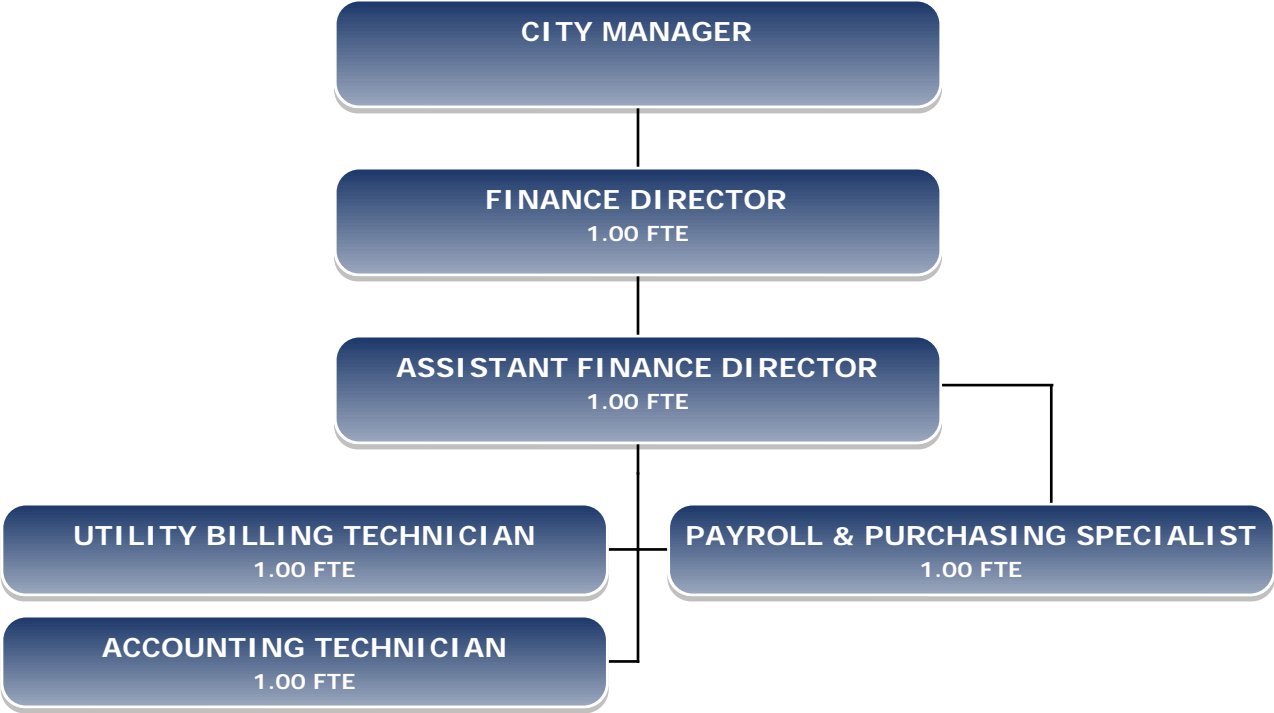 CITY MANAGER
FINANCE DIRECTOR
1.00 FTE
ASSISTANT FINANCE DIRECTOR
1.00 FTE
UTILITY BILLING TECHNICIAN
1.00 FTE
PAYROLL & PURCHASING SPECIALIST
1.00 FTE
ACCOUNTING TECHNICIAN
1.00 FTE